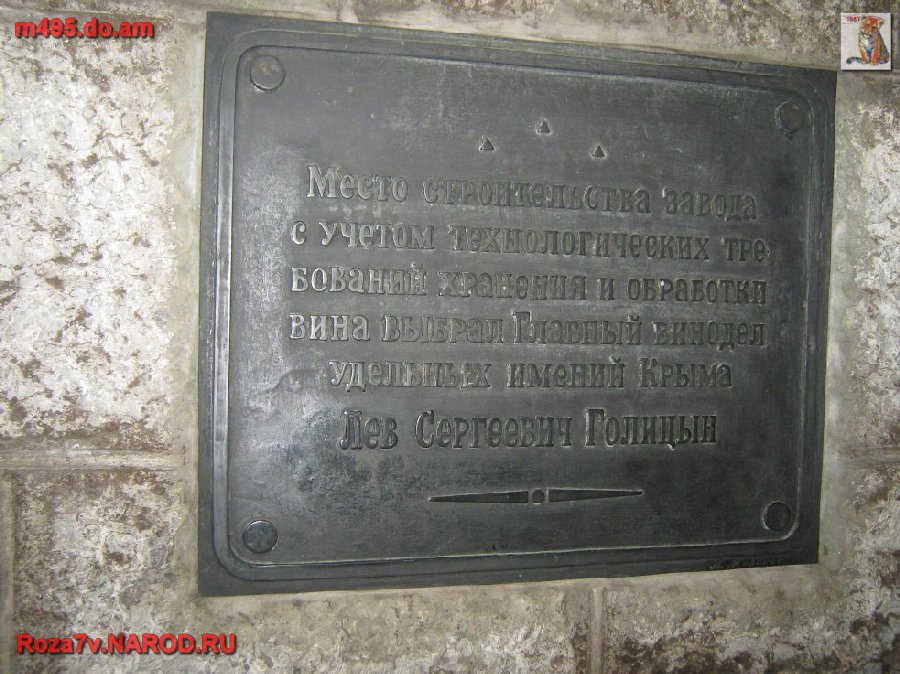 m495.do.am
1987
Место строительства завода
с учетом технологических тре-
бований хранения и обработки
вина выбрал Главный винодел
удельных имений Крыма
Лев Сергеевич Голицын
Roza7v.NAROD.RU